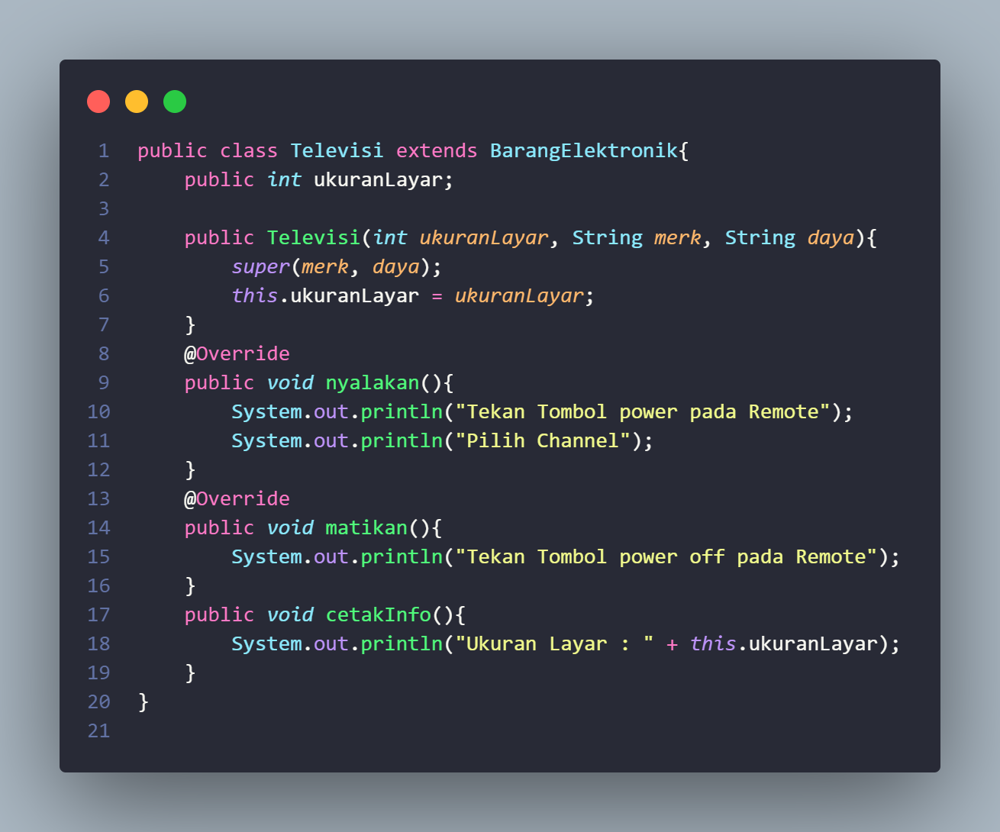 1 public class Televisi extends BarangElektronik{
2     public int ukuranLayar;
3
4     public Televisi(int ukuranLayar, String merk, String daya){
5         super(merk, daya);
6         this.ukuranLayar = ukuranLayar;
7     }
8     @Override
9     public void nyalakan(){
10         System.out.println("Tekan Tombol power pada Remote");
11         System.out.println("Pilih Channel");
12     }
13     @Override
14     public void matikan(){
15         System.out.println("Tekan Tombol power off pada Remote");
16     }
17     public void cetakInfo(){
18         System.out.println("Ukuran Layar : " + this.ukuranLayar);
19     }
20 }
21